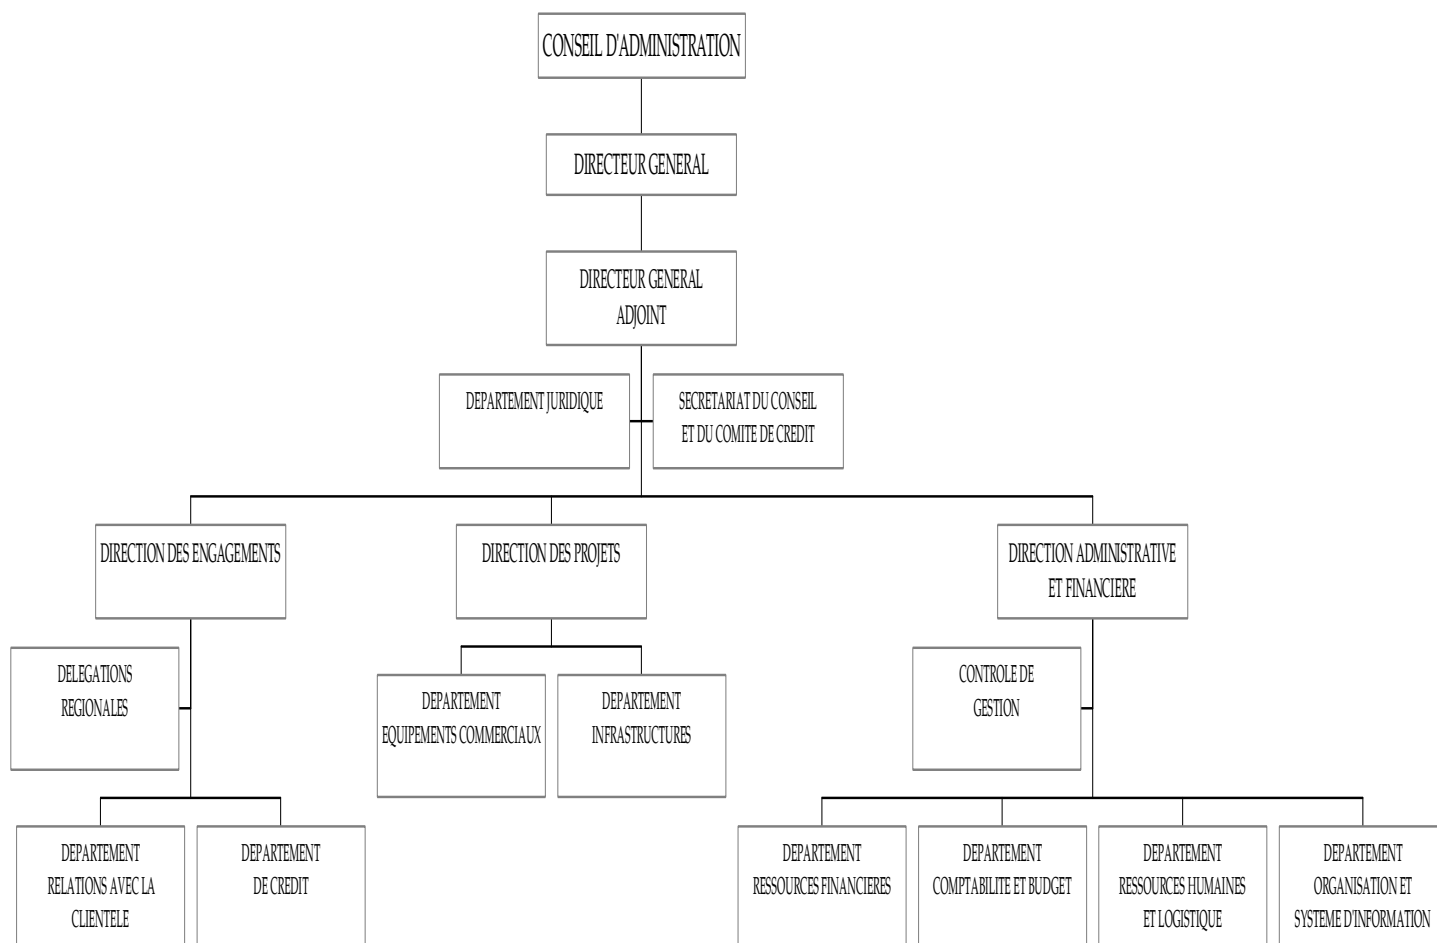 CONSEIL D'ADMINISTRATION
DIRECTEUR GENERAL
DIRECTEUR GENERAL
ADJOINT
DEPARTEMENT JURIDIQUE
SECRETARIAT DU CONSEIL
ET DU COMITE DE CREDIT
DIRECTION DES ENGAGEMENTS
DIRECTION DES PROJETS
DIRECTION ADMINISTRATIVE
ET FINANCIERE
DELEGATIONS
REGIONALES
DEPARTEMENT
EQUIPEMENTS COMMERCIAUX
DEPARTEMENT
INFRASTRUCTURES
CONTROLE DE
GESTION
DEPARTEMENT
RELATIONS AVEC LA
CLIENTELE
DEPARTEMENT
DE CREDIT
DEPARTEMENT
RESSOURCES FINANCIERES
DEPARTEMENT
COMPTABILITE ET BUDGET
DEPARTEMENT
RESSOURCES HUMAINES
ET LOGISTIQUE
DEPARTEMENT
ORGANISATION ET
SYSTEME D'INFORMATION